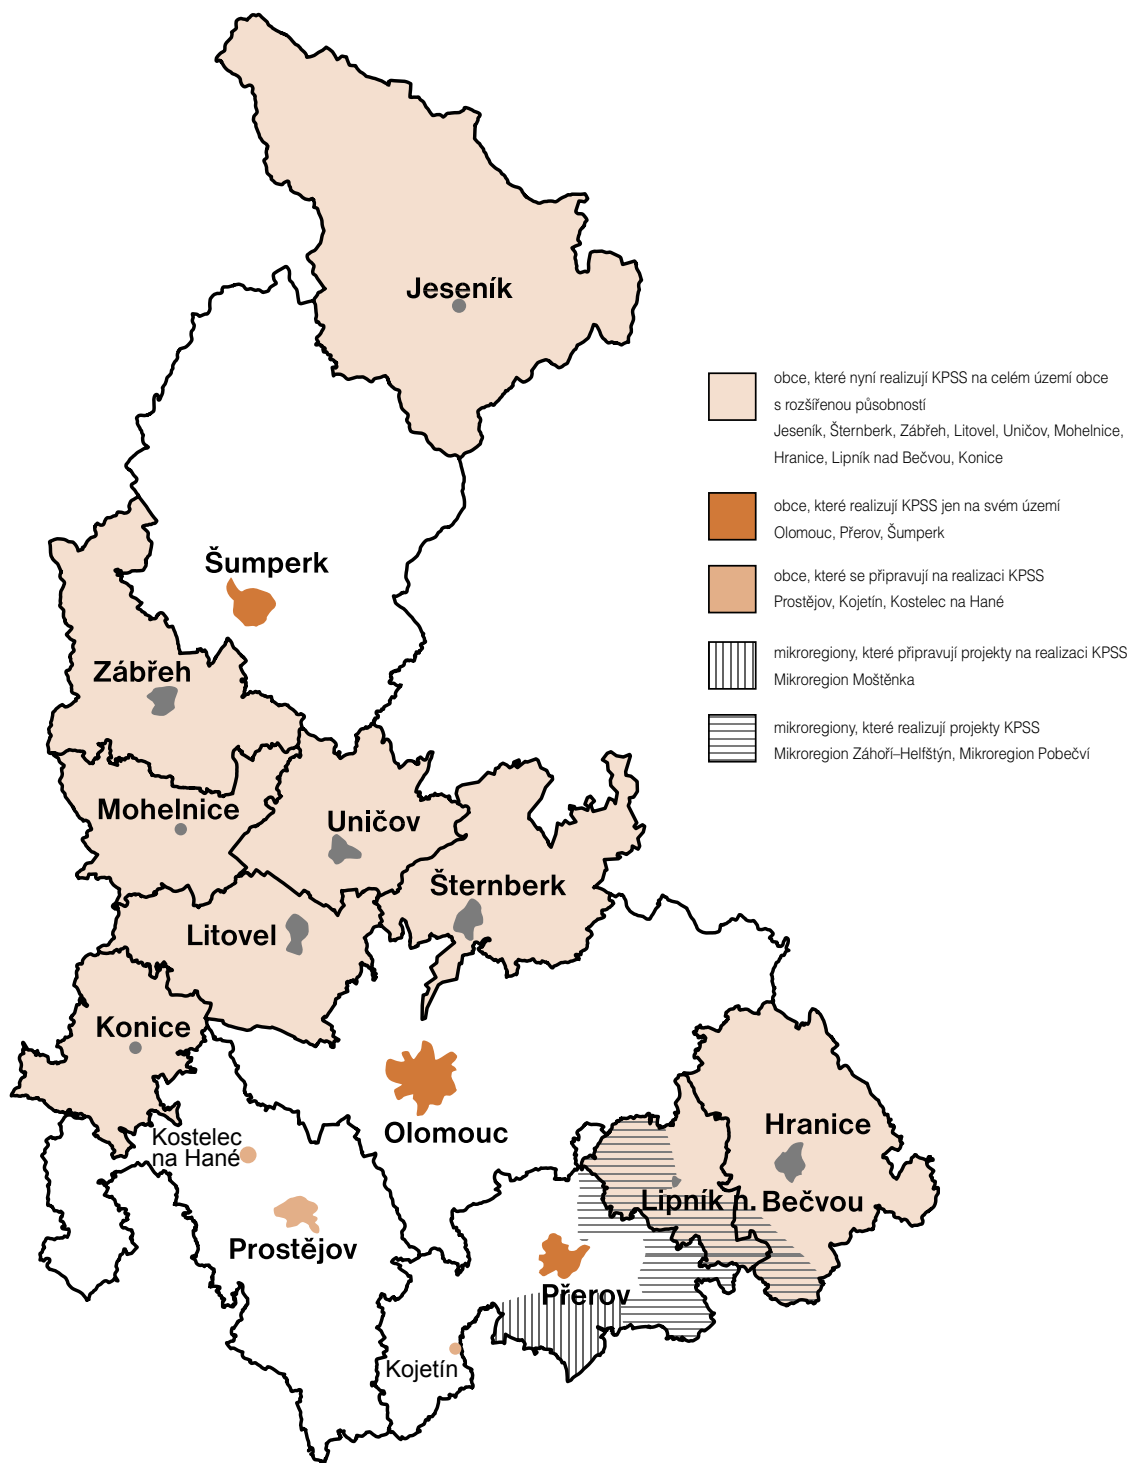 Jeseník
obce, které nyní realizují KPSS na celém území obce
s rozšířenou působností
Jeseník, Šternberk, Zábřeh, Litovel, Uničov, Mohelnice,
Hranice, Lipník nad Bečvou, Konice
obce, které realizují KPSS jen na svém území
Olomouc, Přerov, Šumperk
obce, které se připravují na realizaci KPSS
Prostějov, Kojetín, Kostelec na Hané
mikroregiony, které připravují projekty na realizaci KPSS
Mikroregion Moštěnka
mikroregiony, které realizují projekty KPSS
Mikroregion Záhoří–Helfštýn, Mikroregion Pobečví
Šumperk
Zábřeh
Mohelnice
Uničov
Šternberk
Litovel
Konice
Olomouc
Hranice
Kostelec
na Hané
Lipník n. Bečvou
Prostějov
Přerov
Kojetín